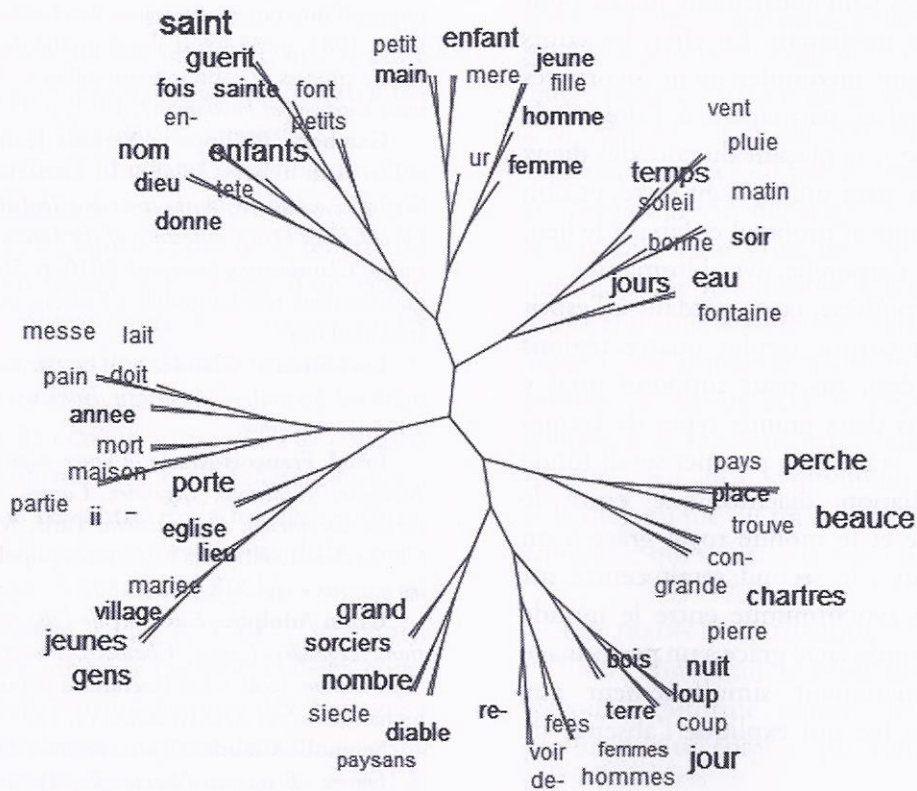 saint
guerit
fois sainte font
en-
petits
nom enfants
dieu tete
donne
petit enfant
main mere jeune
fille
homme
ur femme
vent
pluie
temps
soleil matin
bonne soir
jours eau
fontaine
messe lait
pain doit
annee
mort
maison
partie ii - porte
eglise
lieu
mariee
village
jeunes
gens
pays perche
place
beauce
trouve
con-
grande
chartres
pierre
bois nuit
loup
terre
coup
jour
grand
sorciers
nombre
siecle
diable
paysans
re-
fees
voir femmes
de- hommes